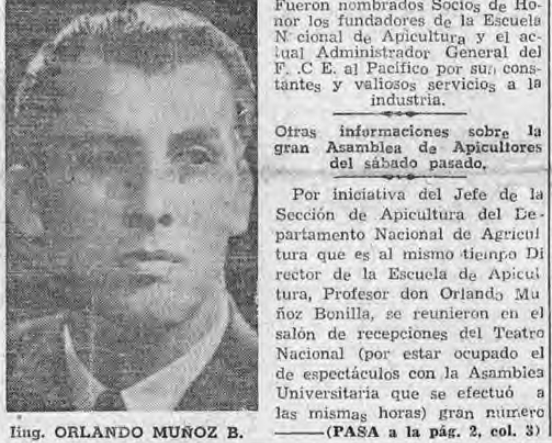 Fueron nombrados Socios de Ho-
nor los fundadores de la Escuela
N cional de Apicultura y el ac-
tual Administrador General del
F. .C E. al Pacífico por sus cons-
tantes y valiosos servicios a la
industria.
Otras informaciones sobre la
gran Asamblea de Apicultores
del sábado pasado.
Por iniciativa del Jefe de la
Sección de Apicultura del De-
partamento Nacional de Agricul
tura que es al mismo tiempo Di
rector de la Escuela de Apicul
tura, Profesor don Orlando Mu
ñoz Bonilla, se reunieron en el
salón de recepciones del Teatro
Nacional (por estar ocupado el
de espectáculos con la Asamblea
Universitaria que se efectuó a
las mismas horas) gran número
(PASA a la pág. 2, col. 3)
Iing. ORLANDO MUÑOZ B.